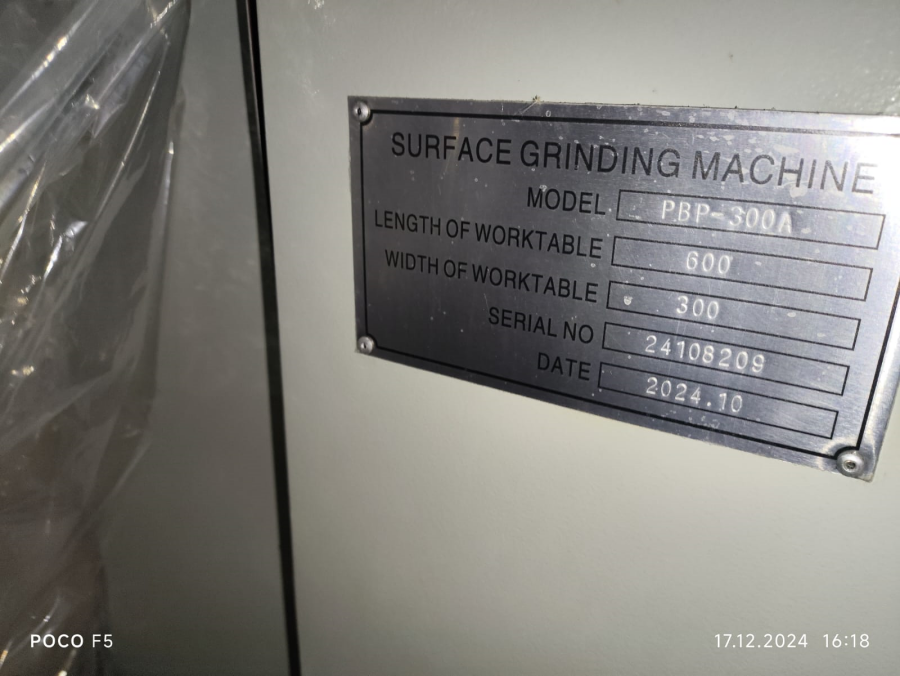 SURFACE GRINDING MACHINE
MODEL PBP-300A
LENGTH OF WORKTABLE 600
WIDTH OF WORKTABLE 300
SERIAL NO 24108209
DATE 2024.10
POCO F5
17.12.2024 16:18